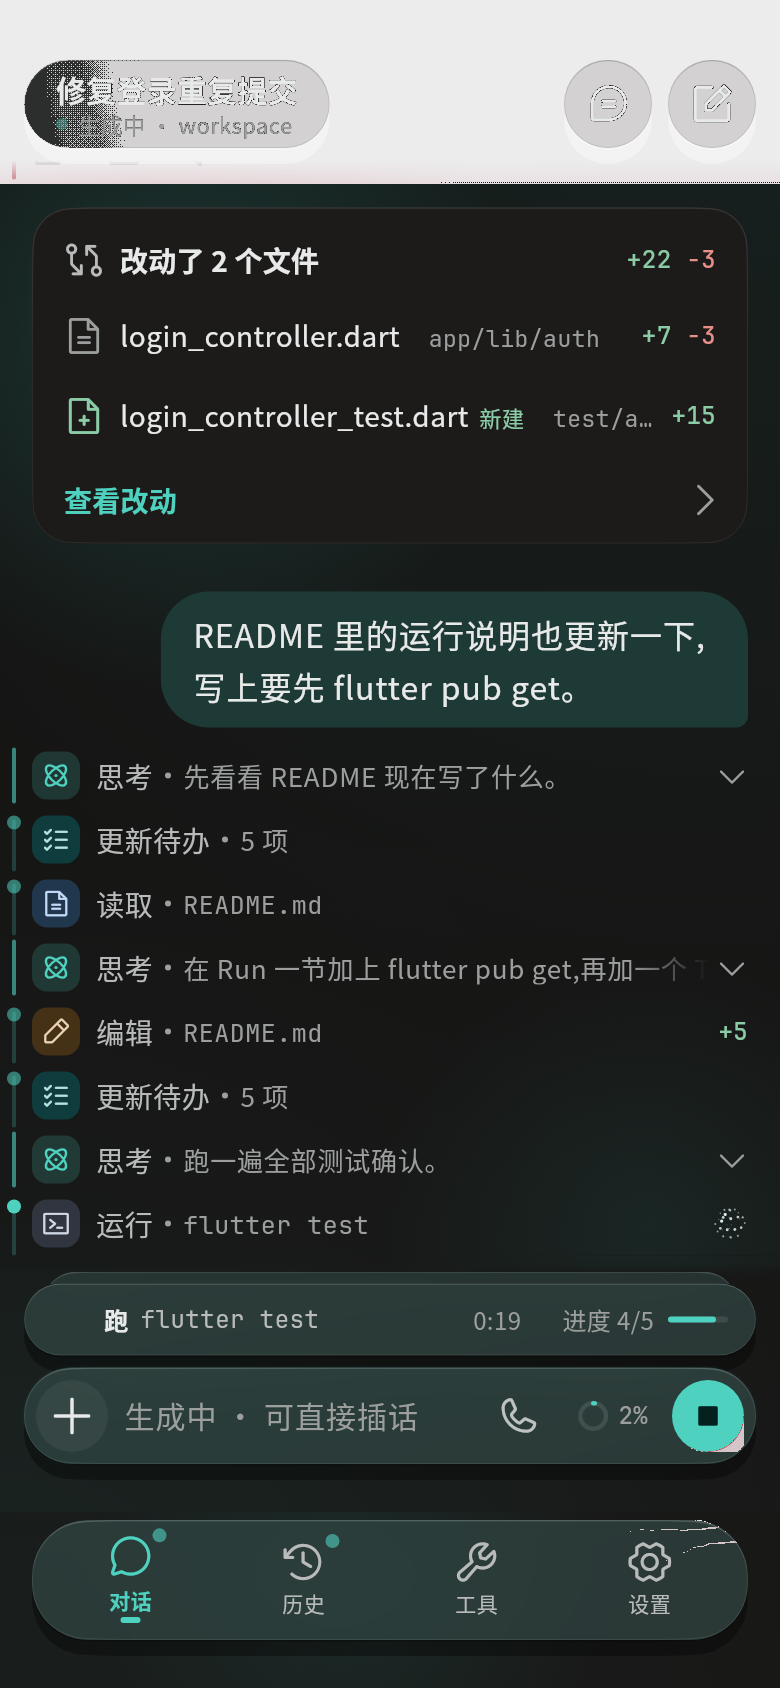 修复登录重复提交
生成中 · workspace
改动了 2 个文件 +22 -3
login_controller.dart app/lib/auth +7 -3
login_controller_test.dart 新建 test/a… +15
查看改动
README 里的运行说明也更新一下,
写上要先 flutter pub get。
思考 · 先看看 README 现在写了什么。
更新待办 · 5 项
读取 · README.md
思考 · 在 Run 一节加上 flutter pub get,再加一个
编辑 · README.md +5
更新待办 · 5 项
思考 · 跑一遍全部测试确认。
运行 · flutter test
跑 flutter test 0:19 进度 4/5
生成中 · 可直接插话 2%
对话 历史 工具 设置